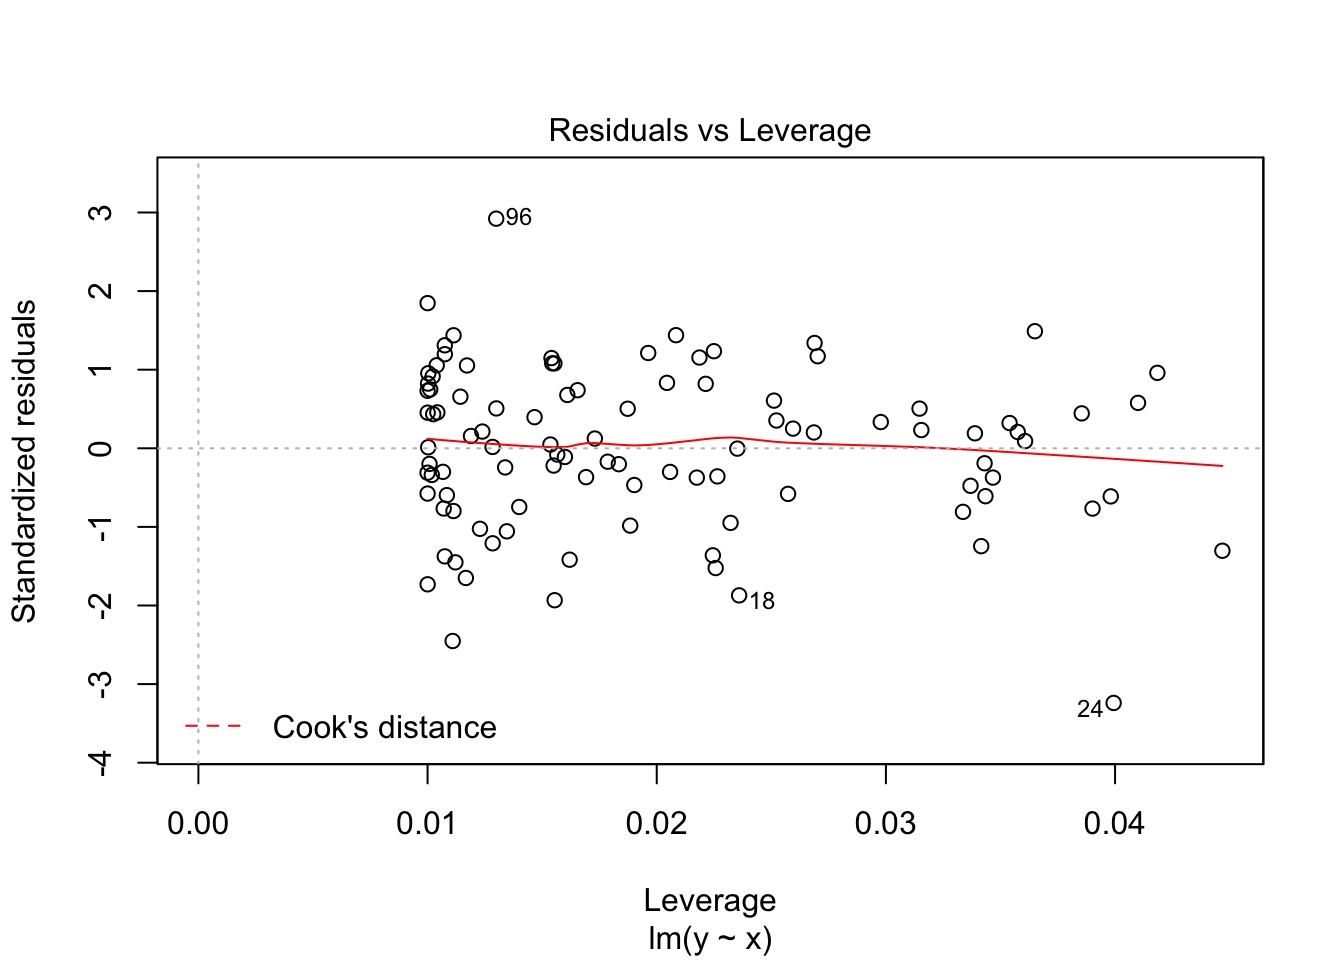 Residuals vs Leverage
Standardized residuals
3
2
1
0
-1
-2
-3
-4
96
18
24
Cook's distance
0.00 0.01 0.02 0.03 0.04
Leverage
lm(y ~ x)